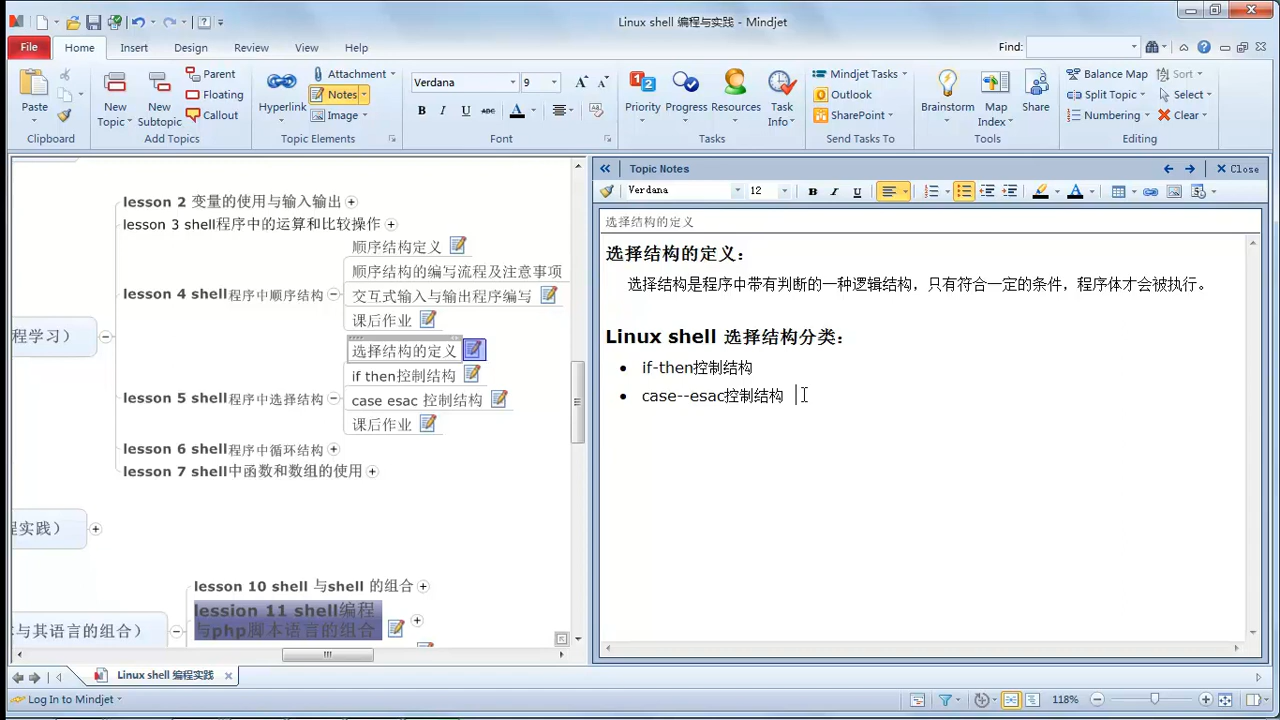 Linux shell 编程与实践 - Mindjet
File
Home
Insert
Design
Review
View
Help
Find:
Paste
Clipboard
New Topic
New Subtopic
Parent
Floating
Callout
Add Topics
Hyperlink
Attachment
Notes
Image
Topic Elements
Verdana
9
B I U abc A
Font
Priority
Progress
Resources
Task Info
Tasks
Mindjet Tasks
Outlook
SharePoint
Send Tasks To
Brainstorm
Map Index
Share
Tools
Balance Map
Split Topic
Numbering
Sort
Select
Clear
Editing
lesson 2 变量的使用与输入输出
lesson 3 shell程序中的运算和比较操作
顺序结构定义
顺序结构的编写流程及注意事项
lesson 4 shell程序中顺序结构
交互式输入与输出程序编写
课后作业
程学习）
选择结构的定义
if then控制结构
lesson 5 shell程序中选择结构
case esac 控制结构
课后作业
lesson 6 shell程序中循环结构
lesson 7 shell中函数和数组的使用
程实践）
lesson 10 shell 与shell 的组合
lession 11 shell编程
与php脚本语言的组合
与其语言的组合）
Topic Notes
Close
Verdana
12
B I U
A
选择结构的定义
选择结构的定义：
选择结构是程序中带有判断的一种逻辑结构，只有符合一定的条件，程序体才会被执行。
Linux shell 选择结构分类：
if-then控制结构
case--esac控制结构
Linux shell 编程实践
Log In to Mindjet
118%